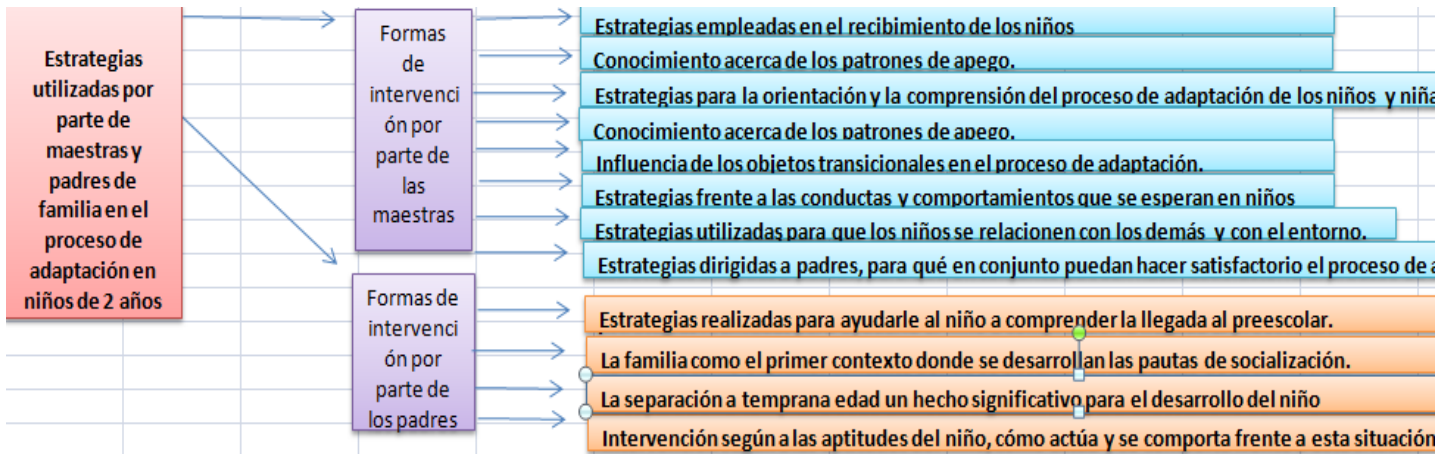 Estrategias
utilizadas por
parte de
maestras y
padres de
familia en el
proceso de
adaptación en
niños de 2 años
Formas
de
intervenci
ón por
parte de
las
maestras
Estrategias empleadas en el recibimiento de los niños
Conocimiento acerca de los patrones de apego.
Estrategias para la orientación y la comprensión del proceso de adaptación de los niños y niña
Conocimiento acerca de los patrones de apego.
Influencia de los objetos transicionales en el proceso de adaptación.
Estrategias frente a las conductas y comportamientos que se esperan en niños
Estrategias utilizadas para que los niños se relacionen con los demás y con el entorno.
Estrategias dirigidas a padres, para qué en conjunto puedan hacer satisfactorio el proceso de a
Formas de
intervenci
ón por
parte de
los padres
Estrategias realizadas para ayudarle al niño a comprender la llegada al preescolar.
La familia como el primer contexto donde se desarrollan las pautas de socialización.
La separación a temprana edad un hecho significativo para el desarrollo del niño
Intervención según a las aptitudes del niño, cómo actúa y se comporta frente a esta situación